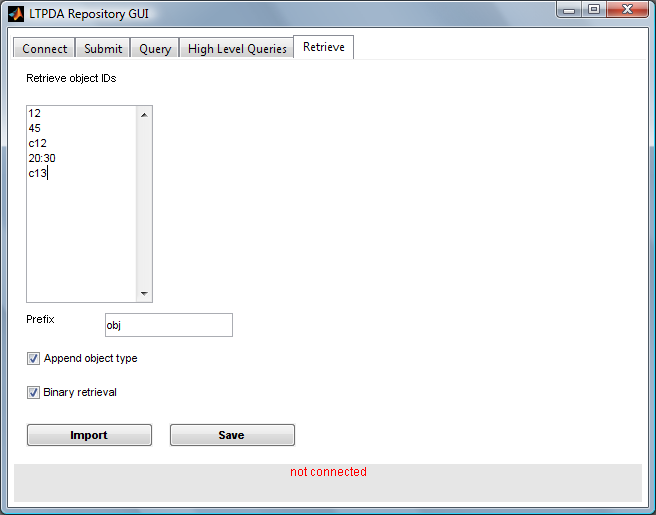 LTPDA Repository GUI
Connect Submit Query High Level Queries Retrieve
Retrieve object IDs
12
45
c12
20:30
c13
Prefix obj
Append object type
Binary retrieval
Import Save
not connected